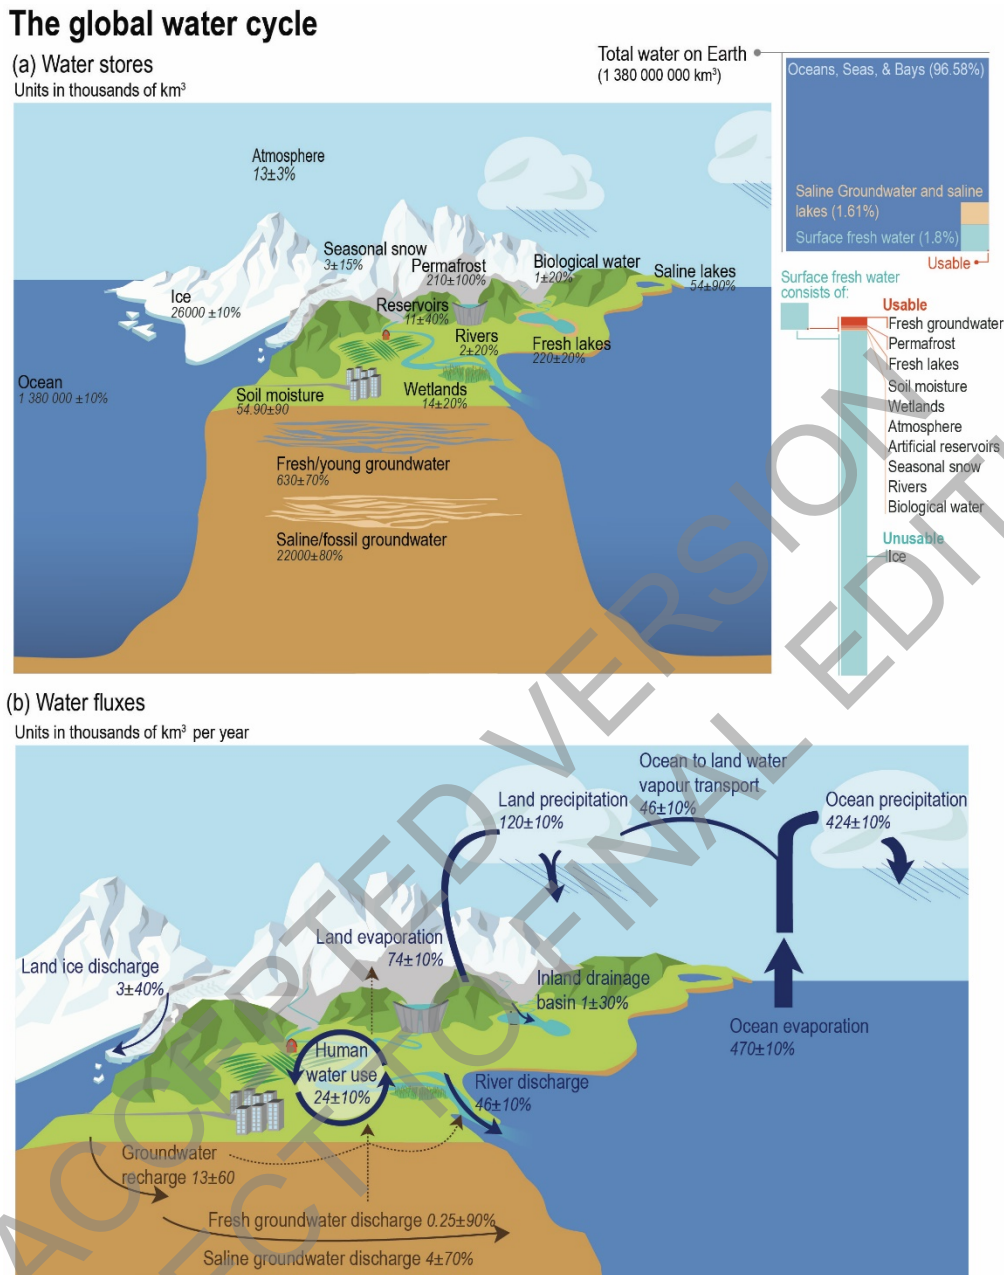 The global water cycle
(a) Water stores
Units in thousands of km³
Total water on Earth
(1 380 000 000 km³)
Oceans, Seas, & Bays (96.58%)
Saline Groundwater and saline
lakes (1.61%)
Surface fresh water (1.8%)
Usable
Surface fresh water
consists of:
Usable
Fresh groundwater
Permafrost
Fresh lakes
Soil moisture
Wetlands
Atmosphere
Artificial reservoirs
Seasonal snow
Rivers
Biological water
Unusable
Ice
Atmosphere
13±3%
Seasonal snow
3±15%
Permafrost
210±100%
Biological water
1±20%
Saline lakes
54±90%
Ice
26000 ±10%
Reservoirs
11±40%
Rivers
2±20%
Fresh lakes
220±20%
Ocean
1 380 000 ±10%
Soil moisture
54.90±90
Wetlands
14±20%
Fresh/young groundwater
630±70%
Saline/fossil groundwater
22000±80%
(b) Water fluxes
Units in thousands of km³ per year
Ocean to land water
vapour transport
46±10%
Land precipitation
120±10%
Ocean precipitation
424±10%
Land evaporation
74±10%
Land ice discharge
3±40%
Inland drainage
basin 1±30%
Ocean evaporation
470±10%
Human
water use
24±10%
River discharge
46±10%
Groundwater
recharge 13±60
Fresh groundwater discharge 0.25±90%
Saline groundwater discharge 4±70%
ACCEPTED VERSION
FINAL EDIT